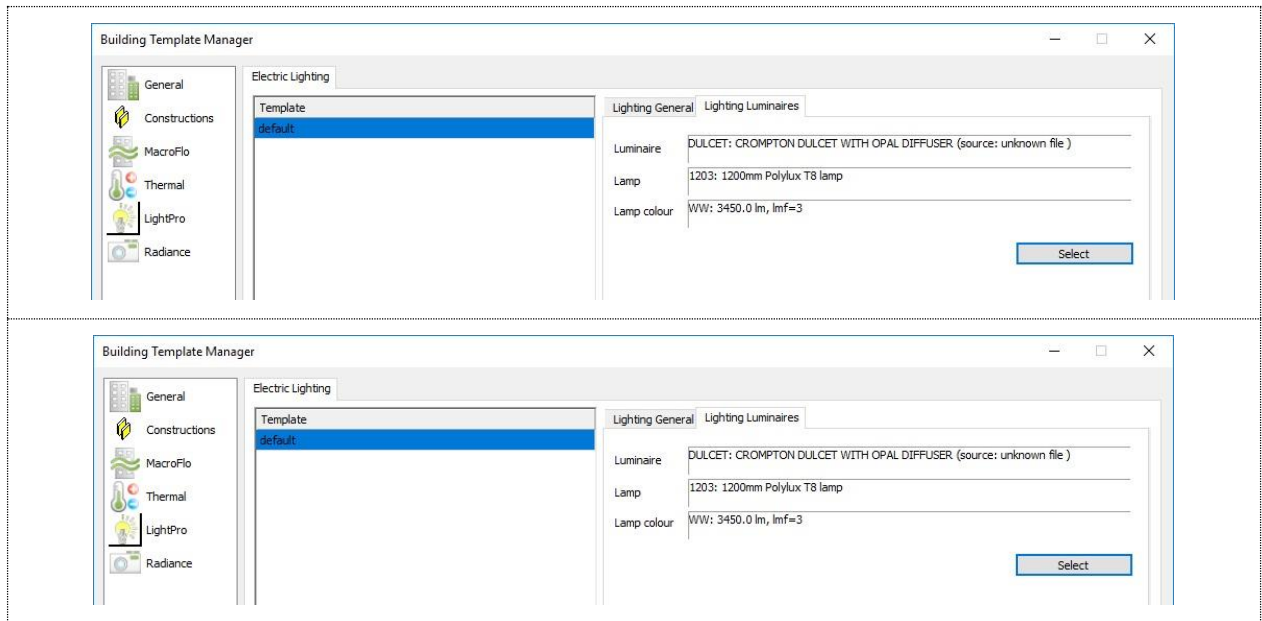 Building Template Manager
General
Electric Lighting
Constructions
Template
default
Lighting General Lighting Luminaires
MacroFlo
Luminaire DULCET: CROMPTON DULCET WITH OPAL DIFFUSER (source: unknown file )
Thermal
Lamp 1203: 1200mm Polylux T8 lamp
LightPro
Lamp colour WW: 3450.0 lm, lmf=3
Radiance
Select
Building Template Manager
General
Electric Lighting
Constructions
Template
default
Lighting General Lighting Luminaires
MacroFlo
Luminaire DULCET: CROMPTON DULCET WITH OPAL DIFFUSER (source: unknown file )
Thermal
Lamp 1203: 1200mm Polylux T8 lamp
LightPro
Lamp colour WW: 3450.0 lm, lmf=3
Radiance
Select